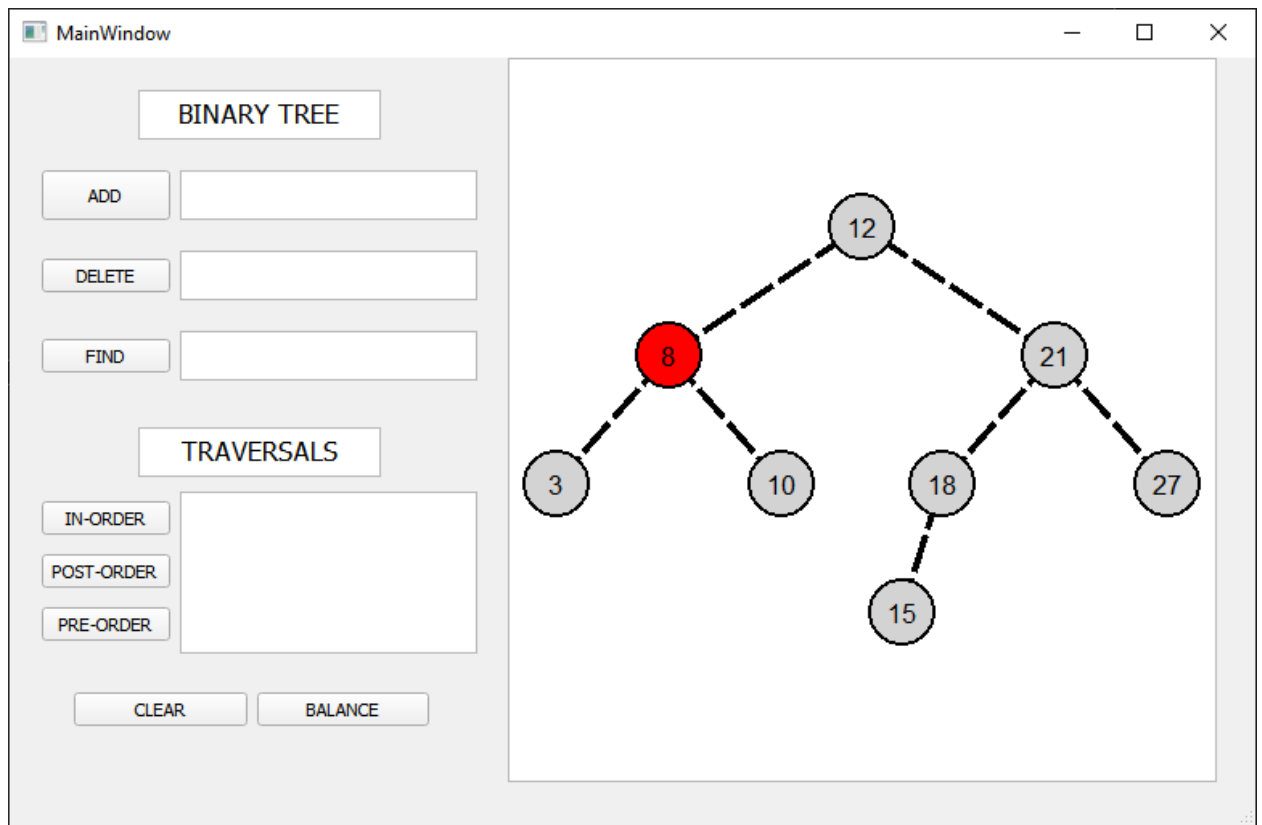 MainWindow
BINARY TREE
ADD
DELETE
FIND
TRAVERSALS
IN-ORDER
POST-ORDER
PRE-ORDER
CLEAR
BALANCE
12
8
21
3
10
18
27
15